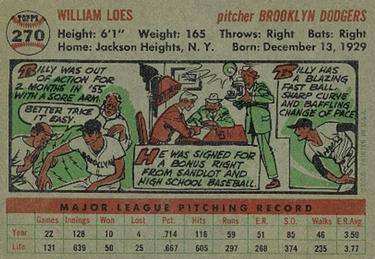 TOPPS
270
WILLIAM LOES pitcher BROOKLYN DODGERS
Height: 6'1" Weight: 165 Throws: Right Bats: Right
Home: Jackson Heights, N. Y. Born: December 13, 1929
BILLY WAS OUT
OF ACTION FOR
2 MONTHS IN '55
WITH A SORE ARM.
BETTER TAKE
IT EASY.
BROOKLYN
HE WAS SIGNED FOR
A BONUS RIGHT
FROM SANDLOT AND
HIGH SCHOOL BASEBALL.
BILLY HAS
A BLAZING
FAST BALL,
SHARP CURVE
AND BAFFLING
CHANGE OF PACE.
MAJOR LEAGUE PITCHING RECORD
Games Innings Won Lost Pct. Hits Runs E.R. S.O. Walks E.R.Avg.
Year 22 128 10 4 .714 116 59 51 85 46 3.59
Life 131 639 50 25 .667 605 297 268 374 235 3.77